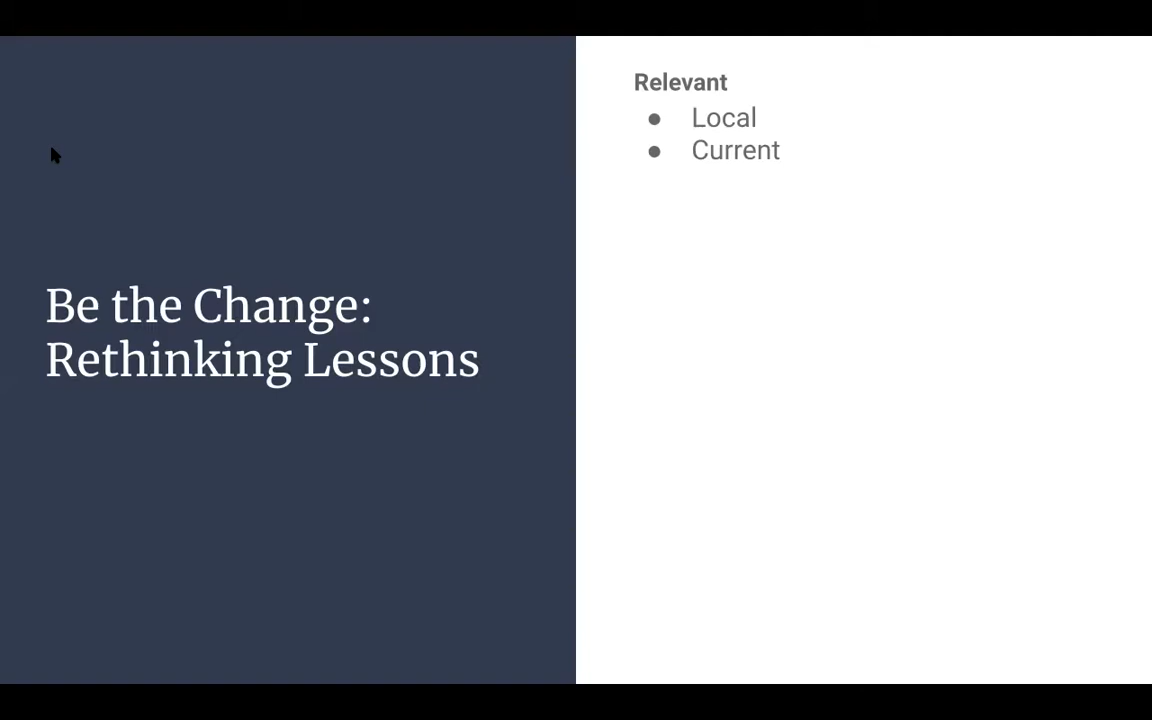 Be the Change:
Rethinking Lessons
Relevant
● Local
● Current